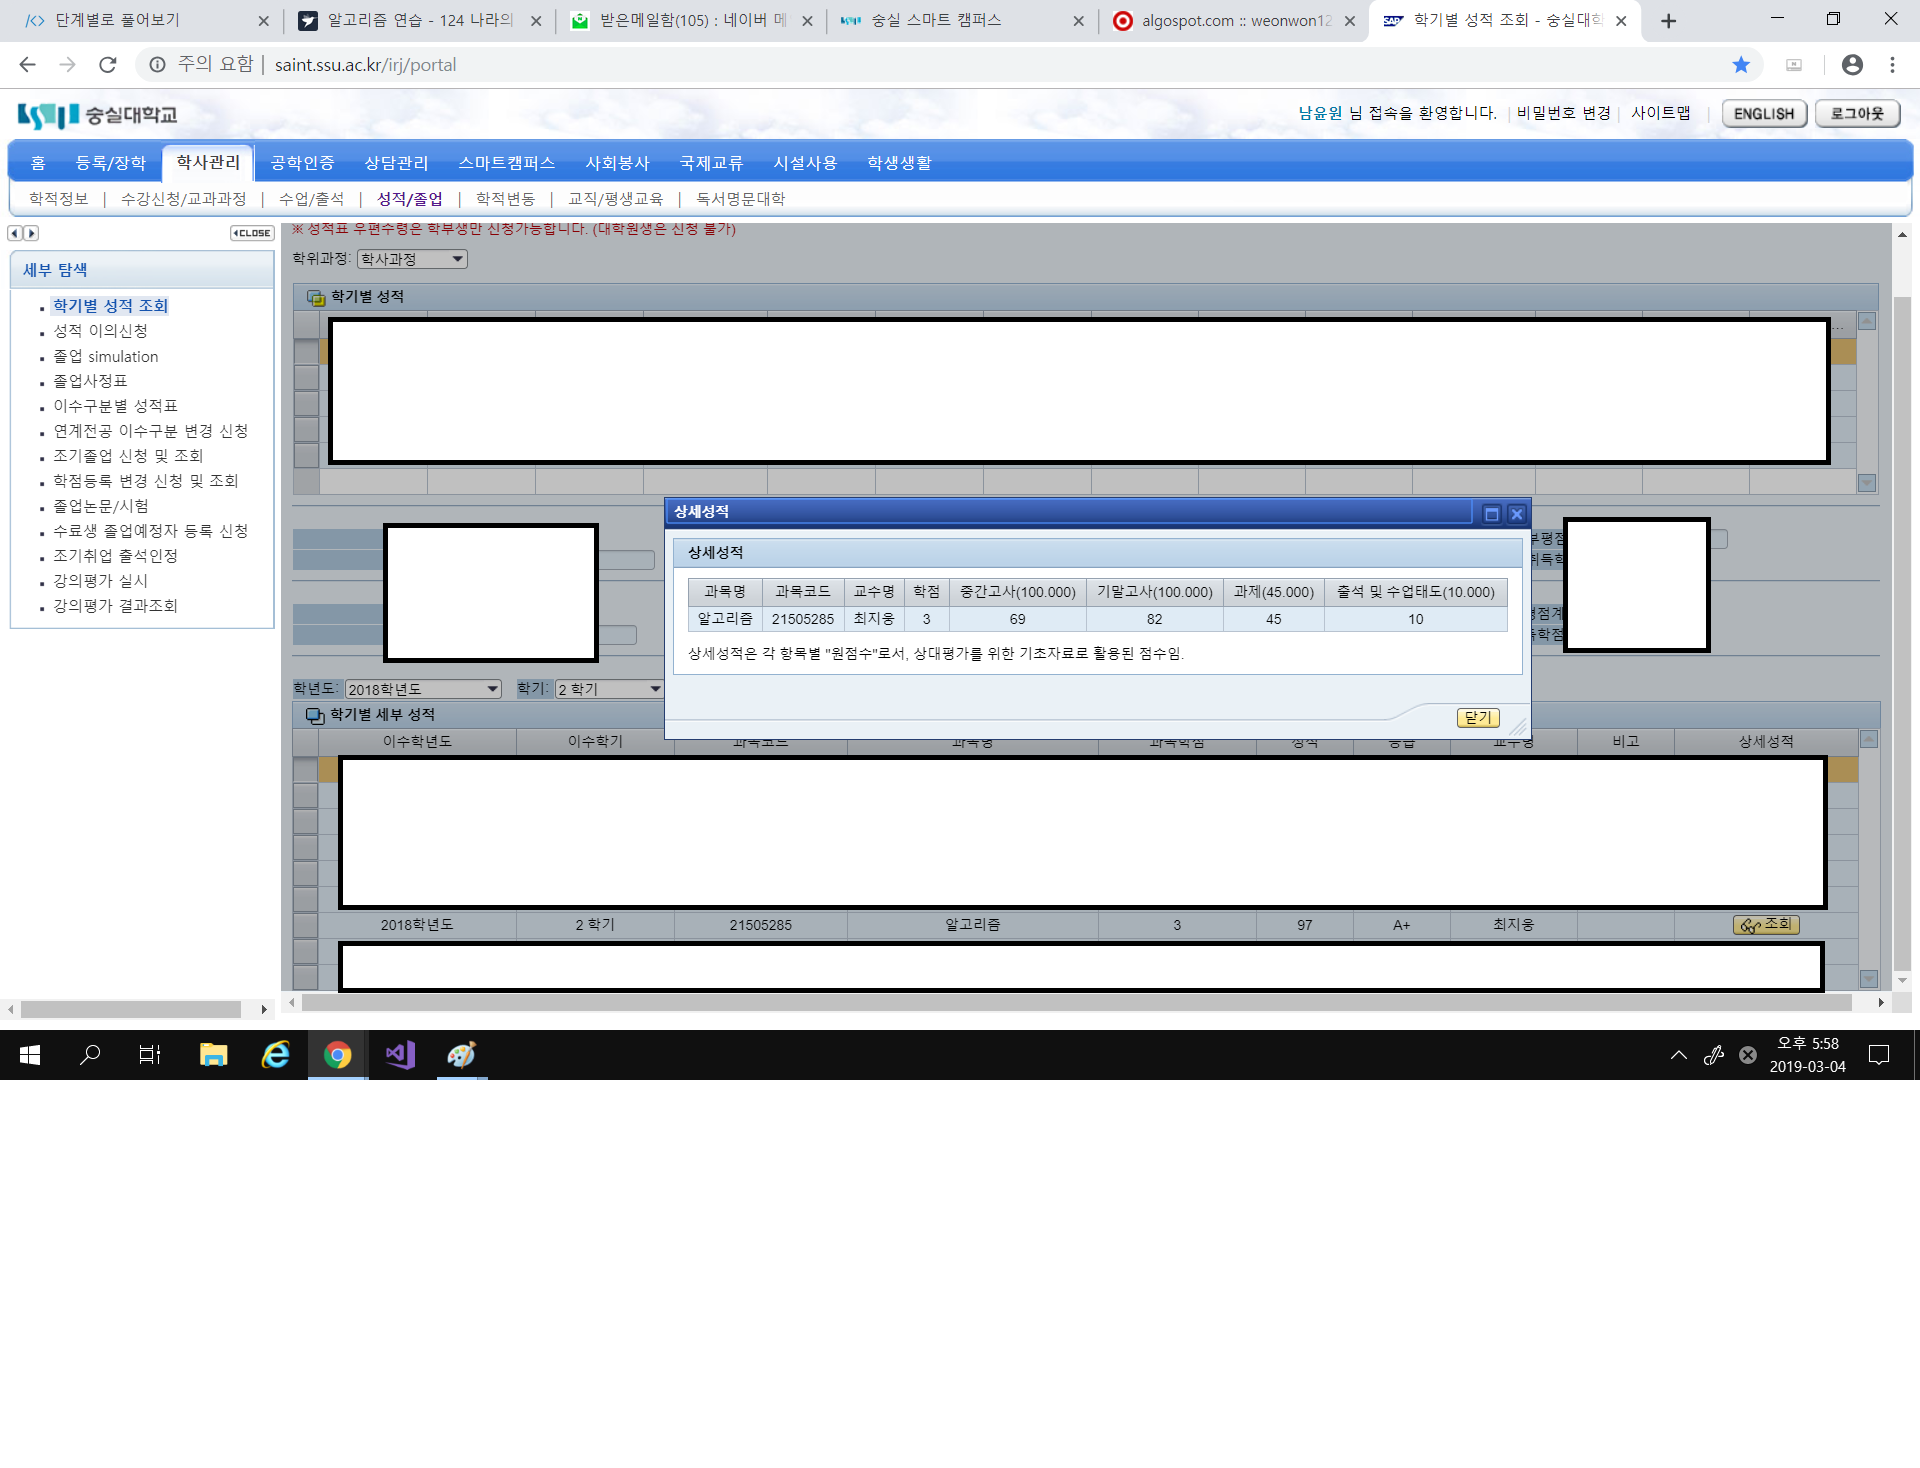 단계별로 풀어보기
알고리즘 연습 - 124 나라의
받은메일함(105) : 네이버 메
숭실 스마트 캠퍼스
algospot.com :: weonwon12
SAP 학기별 성적 조회 - 숭실대학
주의 요함 | saint.ssu.ac.kr/irj/portal
숭실대학교
남윤원 님 접속을 환영합니다. | 비밀번호 변경 | 사이트맵 | ENGLISH 로그아웃
홈 등록/장학 학사관리 공학인증 상담관리 스마트캠퍼스 사회봉사 국제교류 시설사용 학생생활
학적정보 | 수강신청/교과과정 | 수업/출석 | 성적/졸업 | 학적변동 | 교직/평생교육 | 독서명문대학
CLOSE
세부 탐색
학기별 성적 조회
성적 이의신청
졸업 simulation
졸업사정표
이수구분별 성적표
연계전공 이수구분 변경 신청
조기졸업 신청 및 조회
학점등록 변경 신청 및 조회
졸업논문/시험
수료생 졸업예정자 등록 신청
조기취업 출석인정
강의평가 실시
강의평가 결과조회
※ 성적표 우편수령은 학부생만 신청가능합니다. (대학원생은 신청 불가)
학위과정: 학사과정
학기별 성적
...
상세성적
상세성적
과목명 과목코드 교수명 학점 중간고사(100.000) 기말고사(100.000) 과제(45.000) 출석 및 수업태도(10.000)
알고리즘 21505285 최지웅 3 69 82 45 10
상세성적은 각 항목별 "원점수"로서, 상대평가를 위한 기초자료로 활용된 점수임.
닫기
학년도: 2018학년도 학기: 2 학기
학기별 세부 성적
이수학년도 이수학기 과목코드 과목명 과목학점 성적 등급 교수명 비고 상세성적
2018학년도 2 학기 21505285 알고리즘 3 97 A+ 최지웅 조회
오후 5:58
2019-03-04